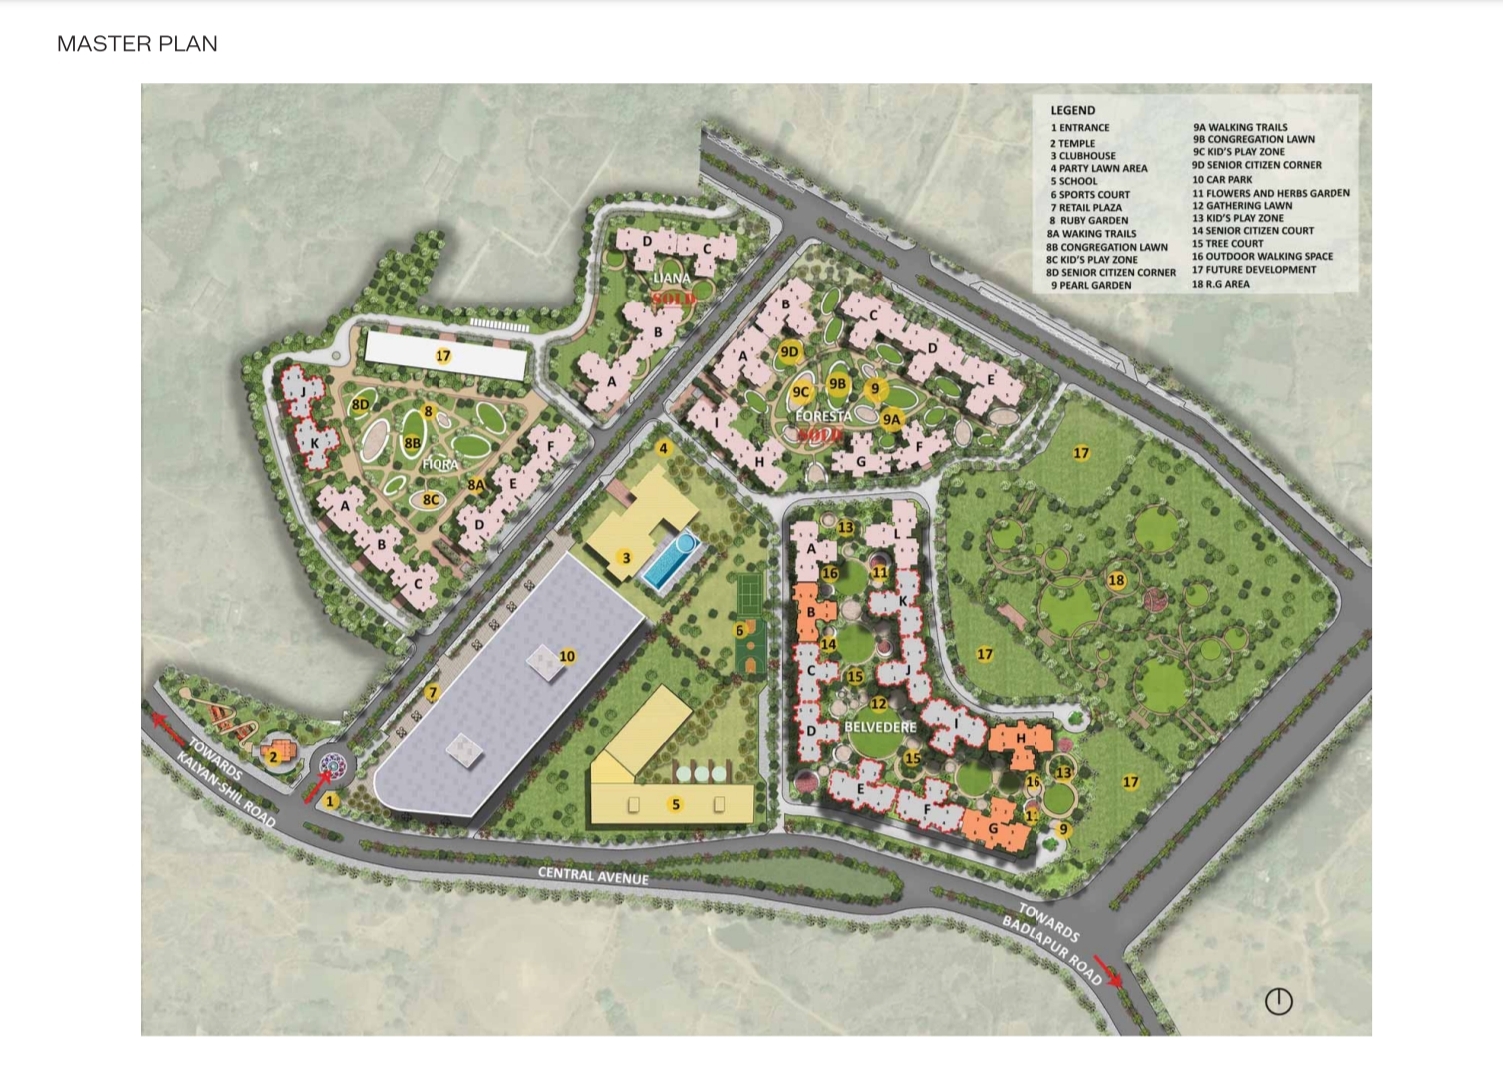 MASTER PLAN
LEGEND
1 ENTRANCE
2 TEMPLE
3 CLUBHOUSE
4 PARTY LAWN AREA
5 SCHOOL
6 SPORTS COURT
7 RETAIL PLAZA
8 RUBY GARDEN
8A WAKING TRAILS
8B CONGREGATION LAWN
8C KID'S PLAY ZONE
8D SENIOR CITIZEN CORNER
9 PEARL GARDEN
9A WALKING TRAILS
9B CONGREGATION LAWN
9C KID'S PLAY ZONE
9D SENIOR CITIZEN CORNER
10 CAR PARK
11 FLOWERS AND HERBS GARDEN
12 GATHERING LAWN
13 KID'S PLAY ZONE
14 SENIOR CITIZEN COURT
15 TREE COURT
16 OUTDOOR WALKING SPACE
17 FUTURE DEVELOPMENT
18 R.G AREA
D
C
LIANA
SOLD
B
A
B
C
A
D
E
9D
9C
9B
9
9A
FORESTA
SOLD
I
H
G
F
17
J
K
8D
8
8B
FIORA
8C
8A
F
E
D
A
B
C
4
3
10
6
7
5
2
1
17
18
17
17
13
L
A
16
11
K
B
14
C
15
J
12
D
BELVEDERE
I
H
15
E
F
G
16
13
9
TOWARDS
KALYAN-SHIL ROAD
CENTRAL AVENUE
TOWARDS
BADLAPUR ROAD